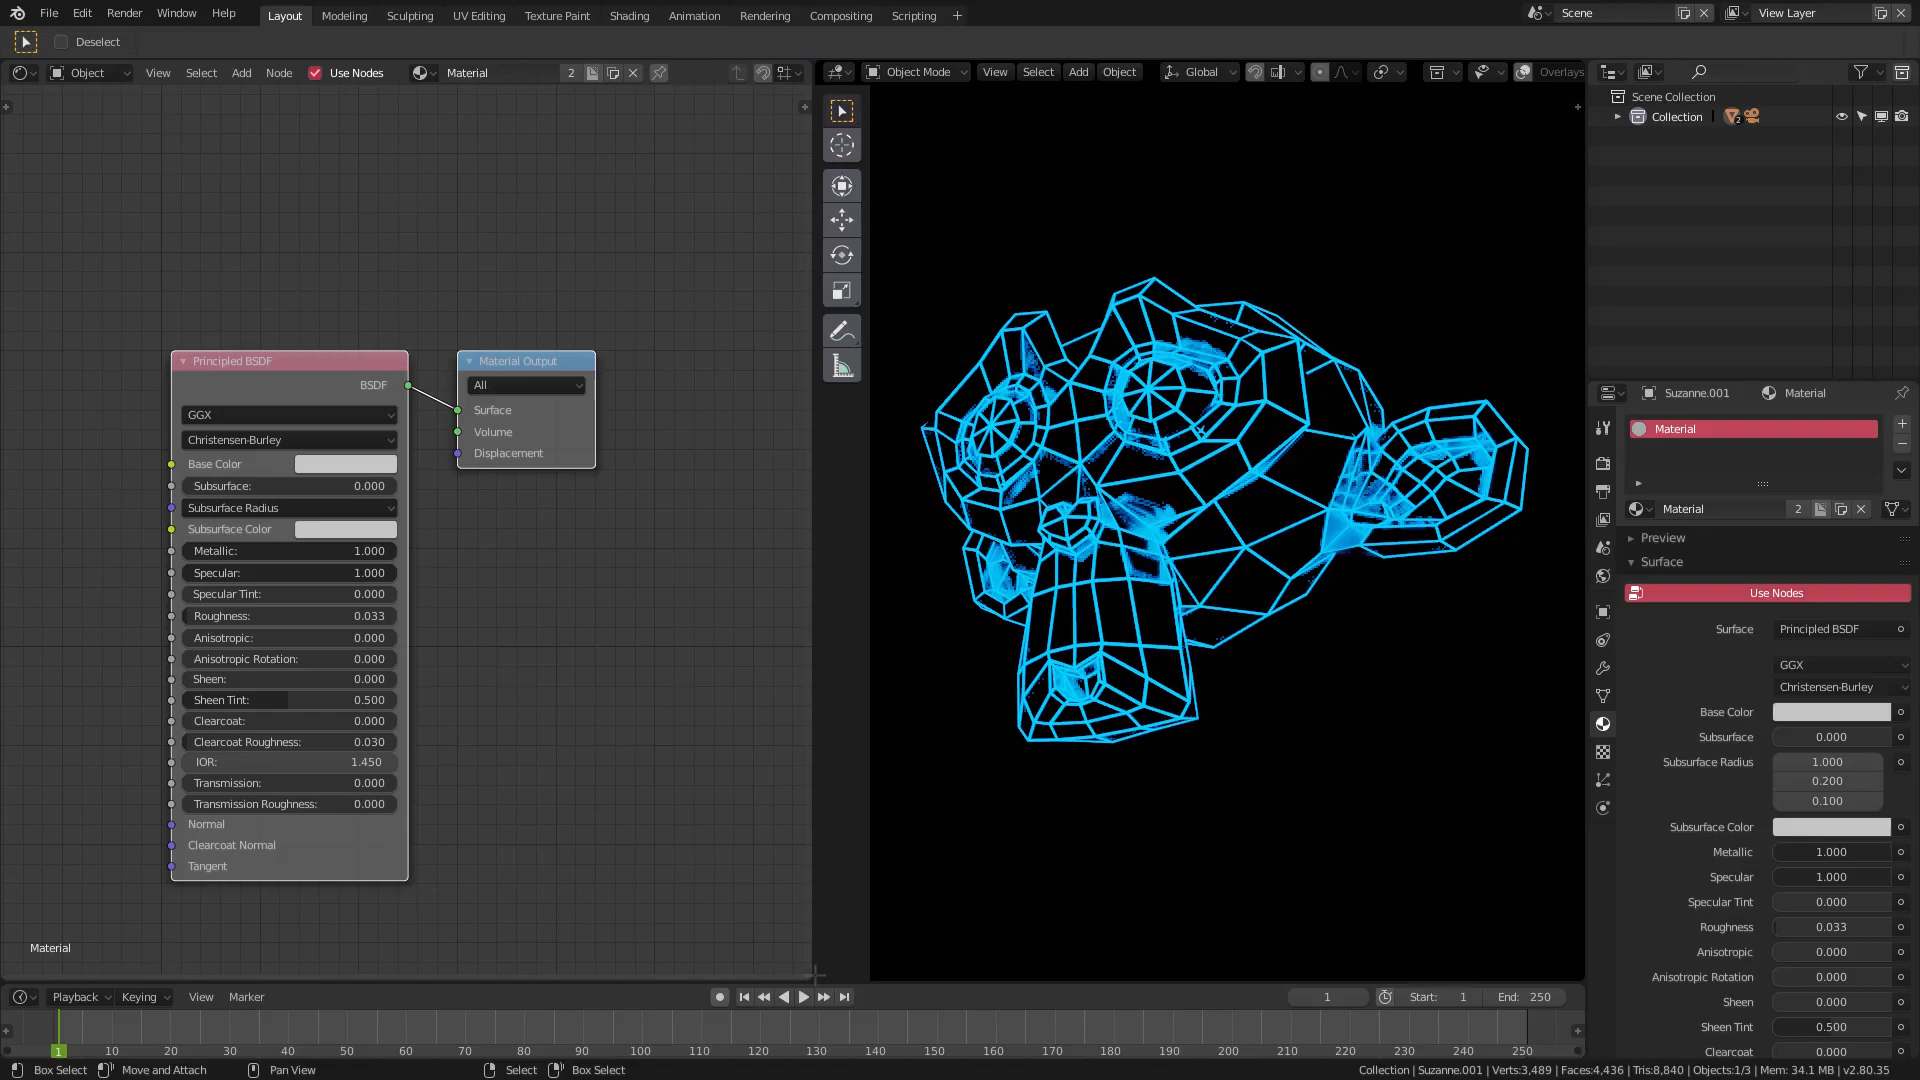 File Edit Render Window Help Layout Modeling Sculpting UV Editing Texture Paint Shading Animation Rendering Compositing Scripting + Scene View Layer
Deselect
Object View Select Add Node Use Nodes Material 2
Object Mode View Select Add Object Global Overlays
Scene Collection
Collection 2
Principled BSDF
BSDF
GGX
Christensen-Burley
Base Color
Subsurface: 0.000
Subsurface Radius
Subsurface Color
Metallic: 1.000
Specular: 1.000
Specular Tint: 0.000
Roughness: 0.033
Anisotropic: 0.000
Anisotropic Rotation: 0.000
Sheen: 0.000
Sheen Tint: 0.500
Clearcoat: 0.000
Clearcoat Roughness: 0.030
IOR: 1.450
Transmission: 0.000
Transmission Roughness: 0.000
Normal
Clearcoat Normal
Tangent
Material Output
All
Surface
Volume
Displacement
Material
Suzanne.001 Material
Material
Material 2
Preview
Surface
Use Nodes
Surface Principled BSDF
GGX
Christensen-Burley
Base Color
Subsurface 0.000
Subsurface Radius 1.000
0.200
0.100
Subsurface Color
Metallic 1.000
Specular 1.000
Specular Tint 0.000
Roughness 0.033
Anisotropic 0.000
Anisotropic Rotation 0.000
Sheen 0.000
Sheen Tint 0.500
Clearcoat 0.000
Playback Keying View Marker 1 Start: 1 End: 250
1 10 20 30 40 50 60 70 80 90 100 110 120 130 140 150 160 170 180 190 200 210 220 230 240 250
Box Select Move and Attach Pan View Select Box Select Collection | Suzanne.001 | Verts:3,489 | Faces:4,436 | Tris:8,840 | Objects:1/3 | Mem: 34.1 MB | v2.80.35